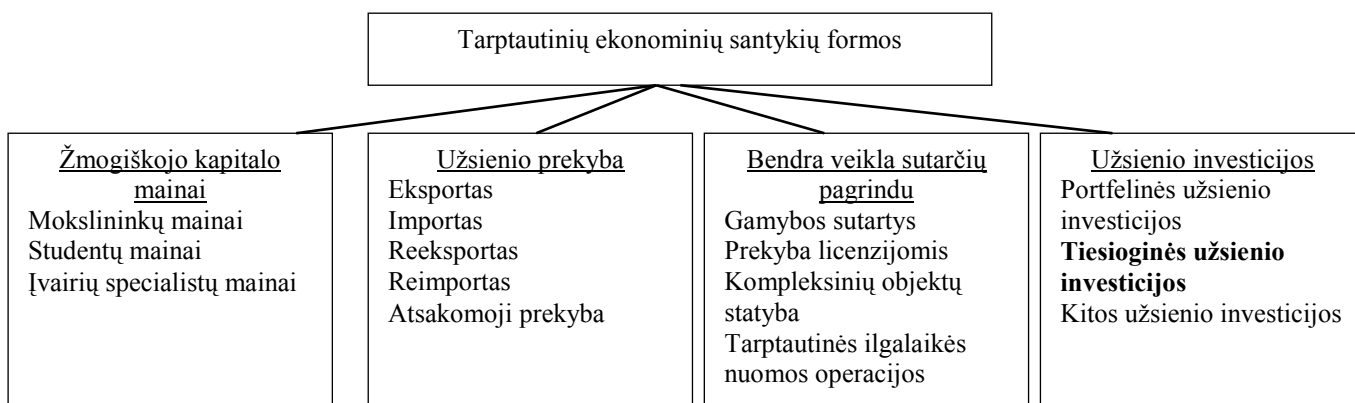 Tarptautinių ekonominių santykių formos
Žmogiškojo kapitalo
mainai
Mokslininkų mainai
Studentų mainai
Įvairių specialistų mainai
Užsienio prekyba
Eksportas
Importas
Reeksportas
Reimportas
Atsakomoji prekyba
Bendra veikla sutarčių
pagrindu
Gamybos sutartys
Prekyba licenzijomis
Kompleksinių objektų
statyba
Tarptautinės ilgalaikės
nuomos operacijos
Užsienio investicijos
Portfelinės užsienio
investicijos
Tiesioginės užsienio
investicijos
Kitos užsienio investicijos